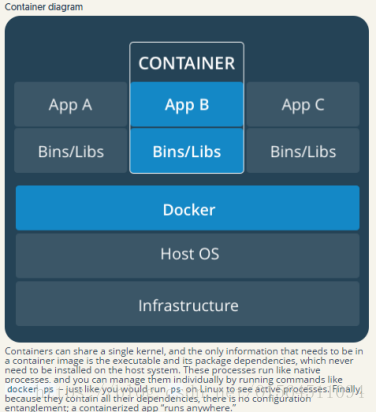 Container diagram
CONTAINER
App A
App B
App C
Bins/Libs
Bins/Libs
Bins/Libs
Docker
Host OS
Infrastructure
Containers can share a single kernel, and the only information that needs to be in
a container image is the executable and its package dependencies, which never
need to be installed on the host system. These processes run like native
processes, and you can manage them individually by running commands like
docker ps – just like you would run ps on Linux to see active processes. Finally,
because they contain all their dependencies, there is no configuration
entanglement; a containerized app “runs anywhere.”